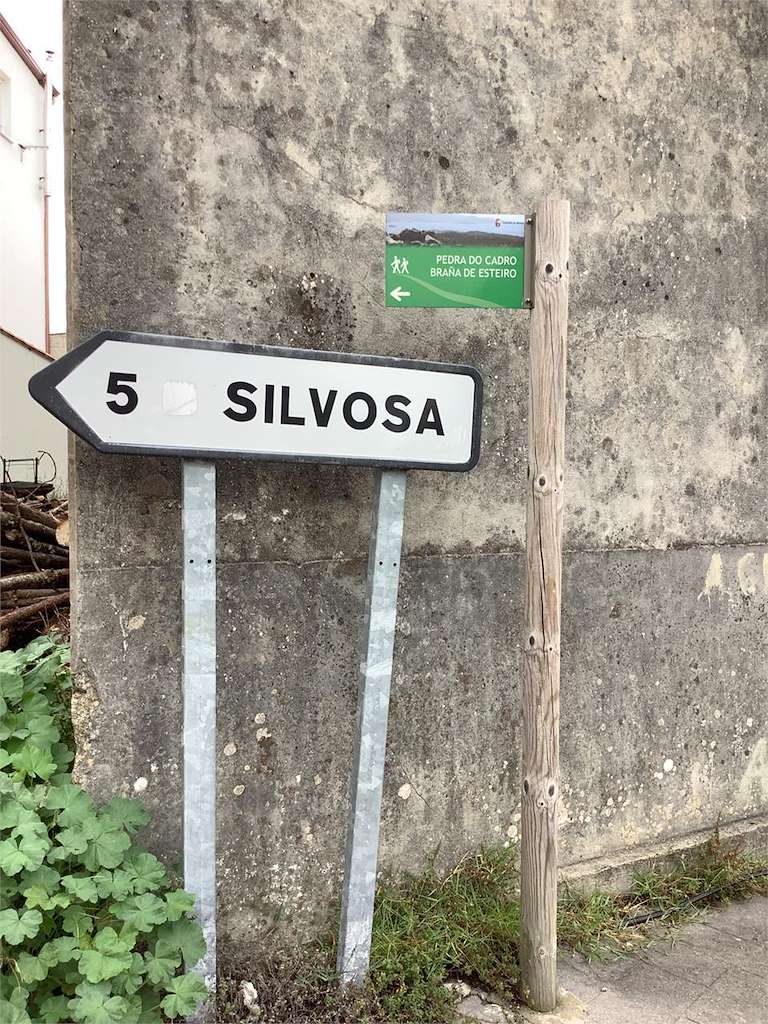 PEDRA DO CADRO
BRAÑA DE ESTEIRO
5 SILVOSA